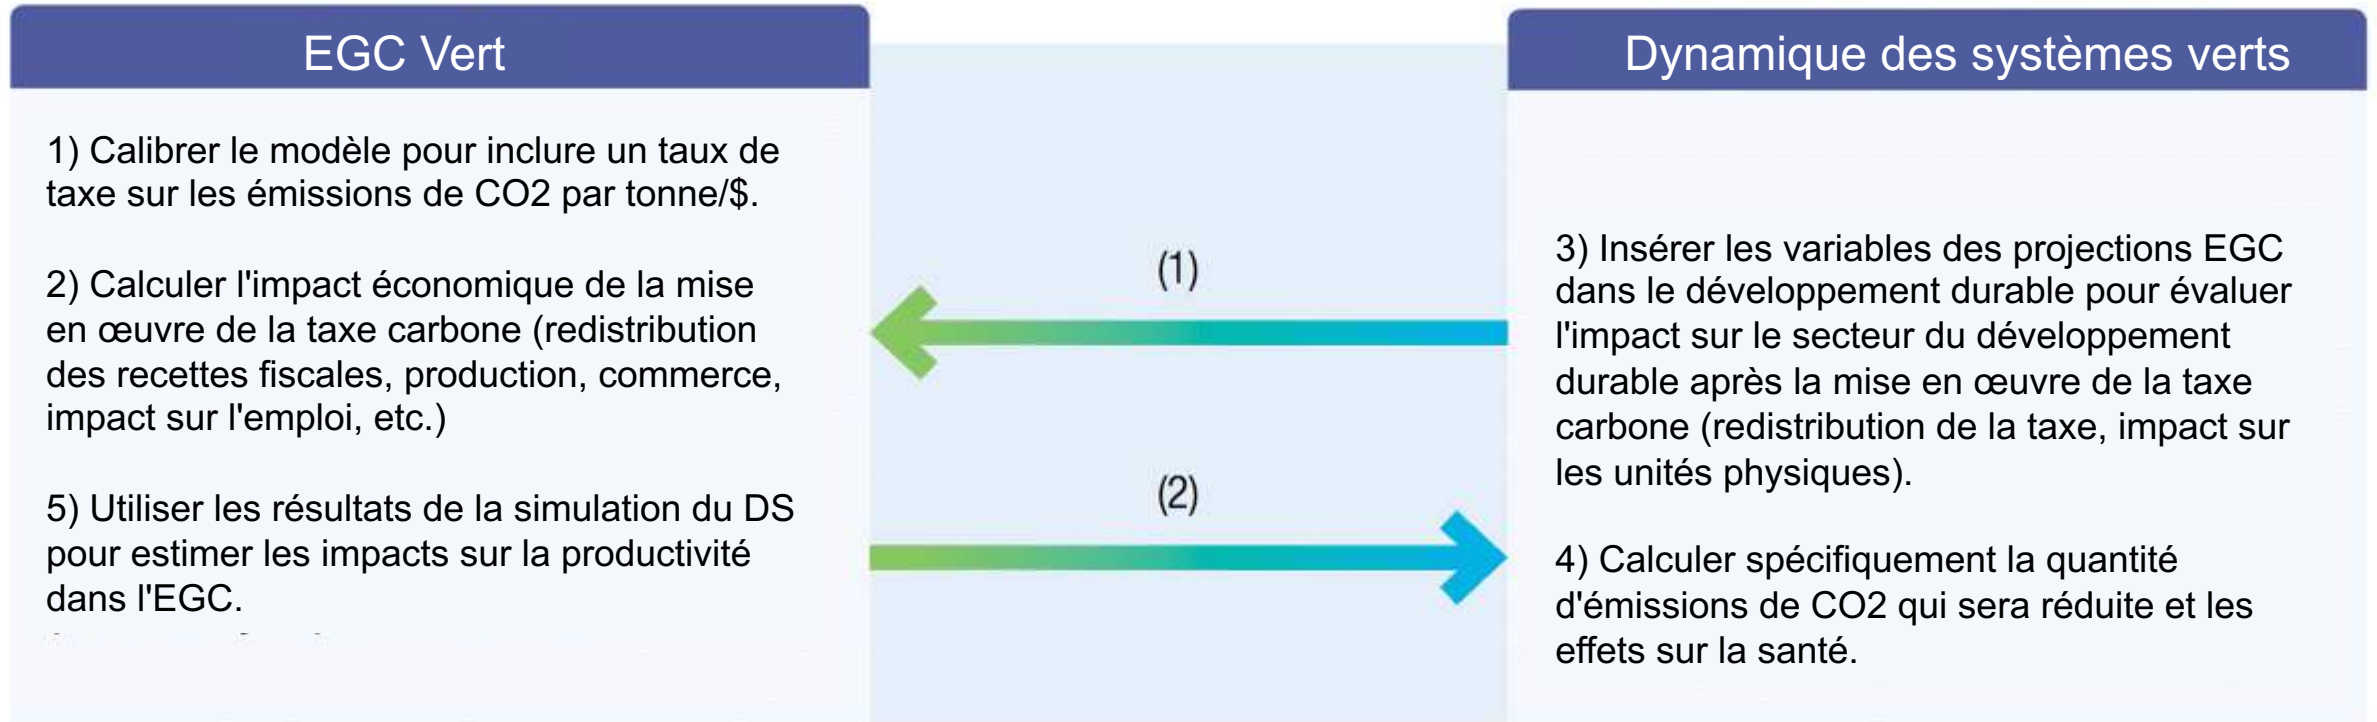 EGC Vert
1) Calibrer le modèle pour inclure un taux de
taxe sur les émissions de CO2 par tonne/$.
2) Calculer l'impact économique de la mise
en œuvre de la taxe carbone (redistribution
des recettes fiscales, production, commerce,
impact sur l'emploi, etc.)
5) Utiliser les résultats de la simulation du DS
pour estimer les impacts sur la productivité
dans l'EGC.
(1)
(2)
Dynamique des systèmes verts
3) Insérer les variables des projections EGC
dans le développement durable pour évaluer
l'impact sur le secteur du développement
durable après la mise en œuvre de la taxe
carbone (redistribution de la taxe, impact sur
les unités physiques).
4) Calculer spécifiquement la quantité
d'émissions de CO2 qui sera réduite et les
effets sur la santé.